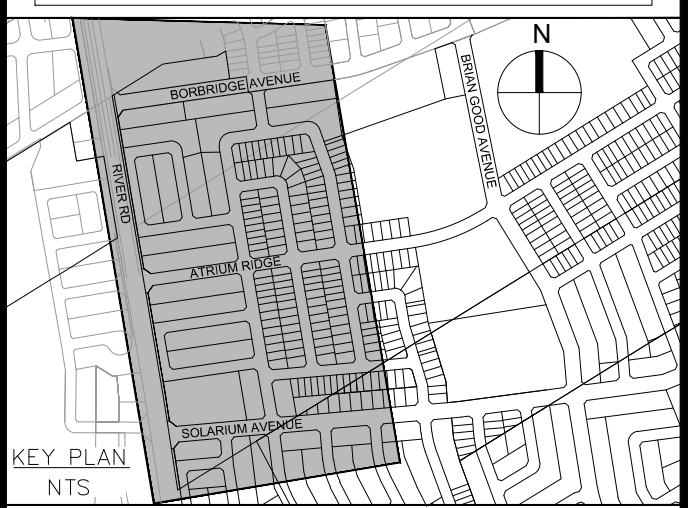 N
BORBRIDGE AVENUE
BRIAN GOOD AVENUE
RIVER RD
ATRIUM RIDGE
SOLARIUM AVENUE
KEY PLAN
NTS